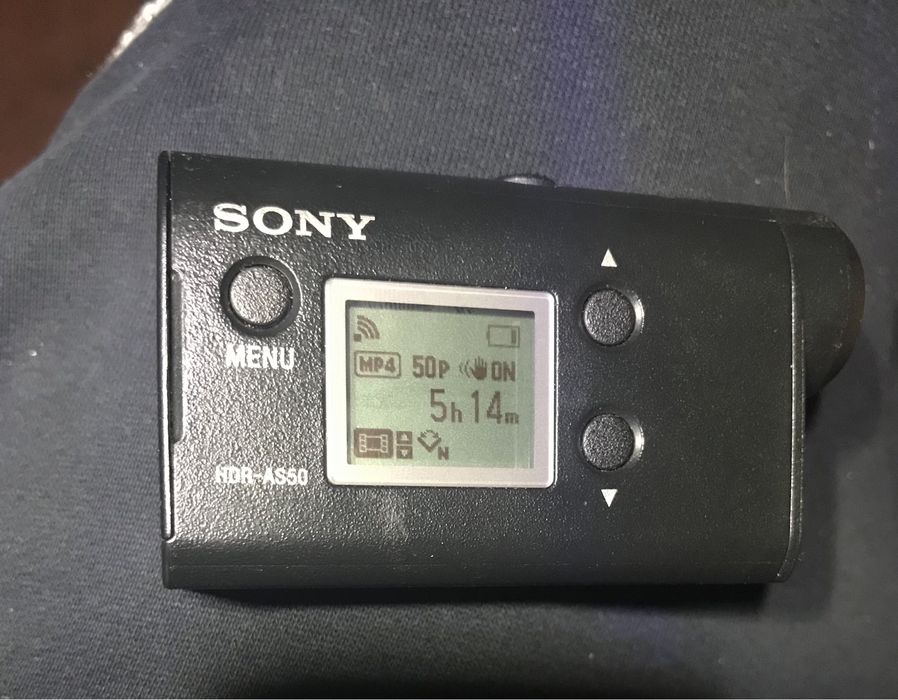 SONY
MENU
MP4 50P ON
5h 14m
N
HDR-AS50